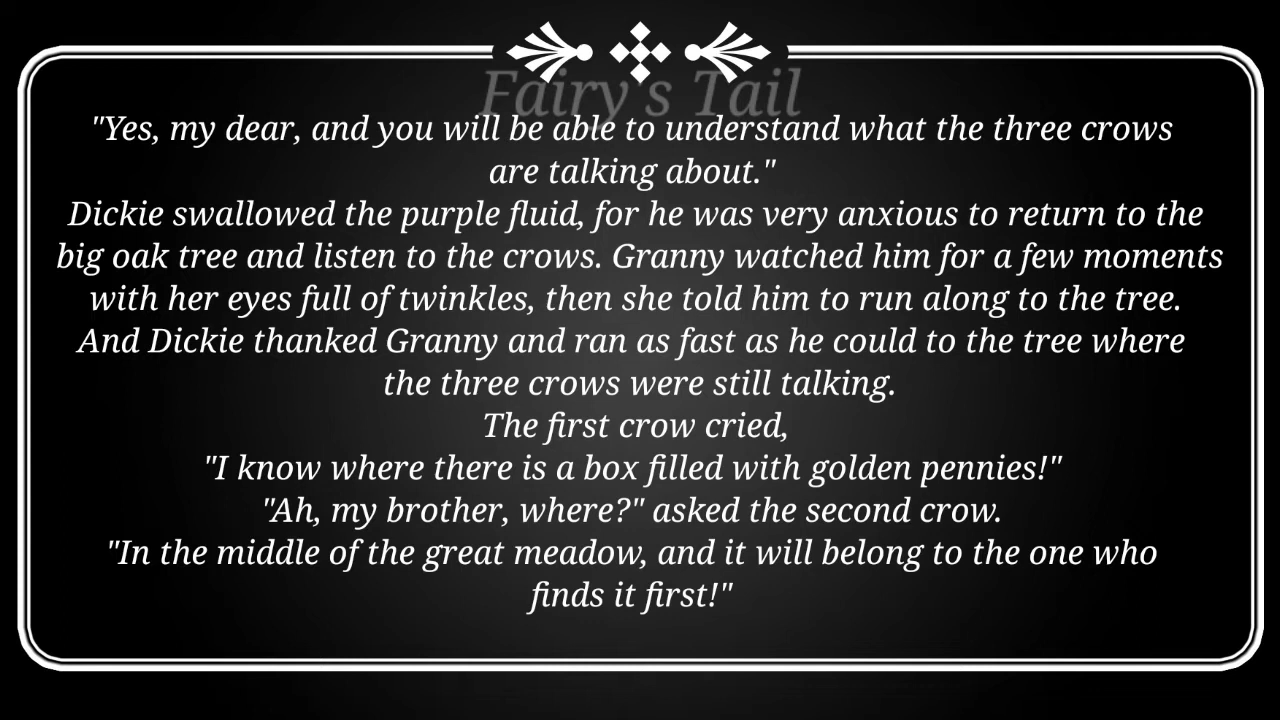 Fairy's Tail
"Yes, my dear, and you will be able to understand what the three crows
are talking about."
Dickie swallowed the purple fluid, for he was very anxious to return to the
big oak tree and listen to the crows. Granny watched him for a few moments
with her eyes full of twinkles, then she told him to run along to the tree.
And Dickie thanked Granny and ran as fast as he could to the tree where
the three crows were still talking.
The first crow cried,
"I know where there is a box filled with golden pennies!"
"Ah, my brother, where?" asked the second crow.
"In the middle of the great meadow, and it will belong to the one who
finds it first!"